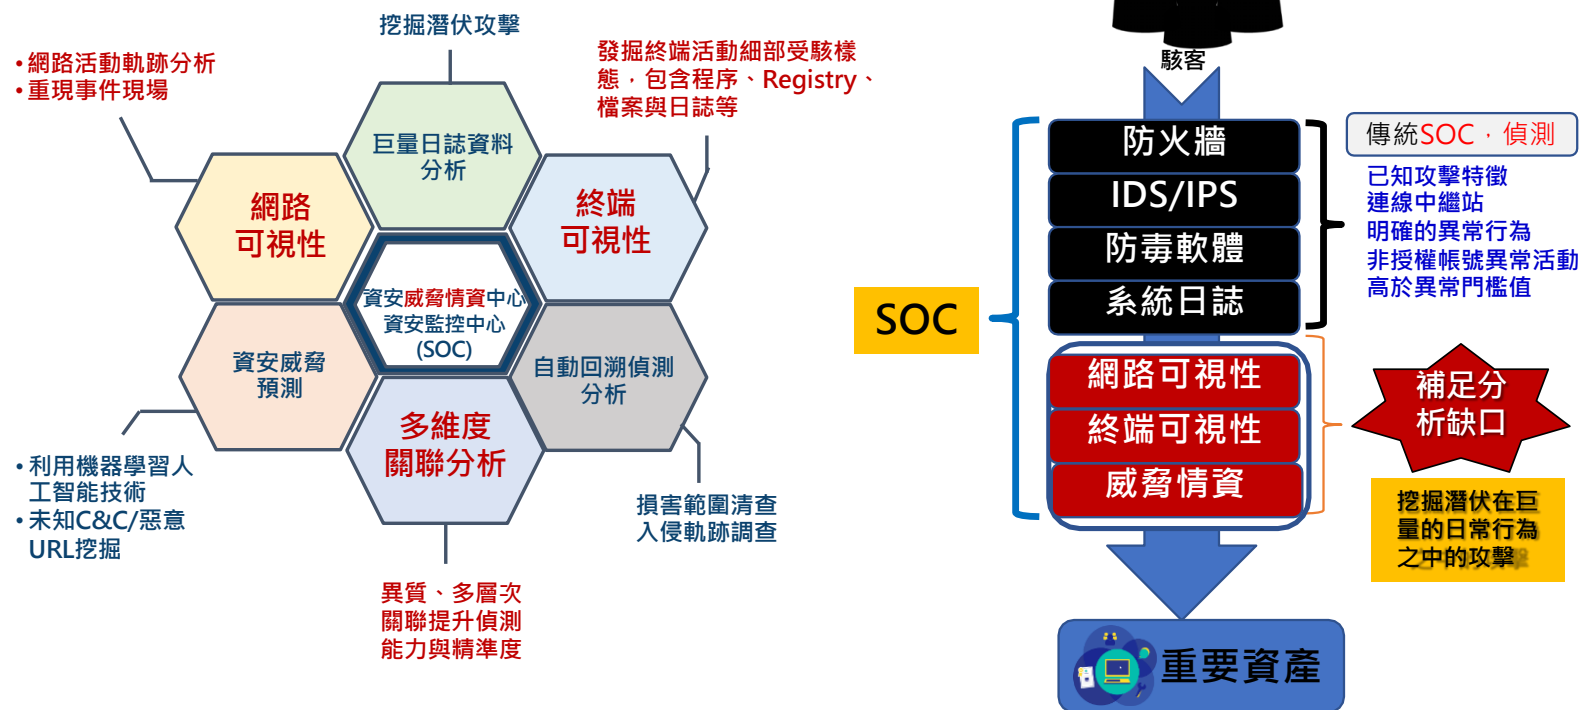 挖掘潛伏攻擊
•網路活動軌跡分析
•重現事件現場
發掘終端活動細部受駭樣
態，包含程序、Registry、
檔案與日誌等
巨量日誌資料
分析
網路
可視性
終端
可視性
資安威脅情資中心
資安監控中心
(SOC)
資安威脅
預測
自動回溯偵測
分析
多維度
關聯分析
•利用機器學習人
工智能技術
•未知C&C/惡意
URL挖掘
損害範圍清查
入侵軌跡調查
異質、多層次
關聯提升偵測
能力與精準度
駭客
SOC
防火牆
IDS/IPS
防毒軟體
系統日誌
網路可視性
終端可視性
威脅情資
傳統SOC，偵測
已知攻擊特徵
連線中繼站
明確的異常行為
非授權帳號異常活動
高於異常門檻值
補足分
析缺口
挖掘潛伏在巨
量的日常行為
之中的攻擊
重要資產